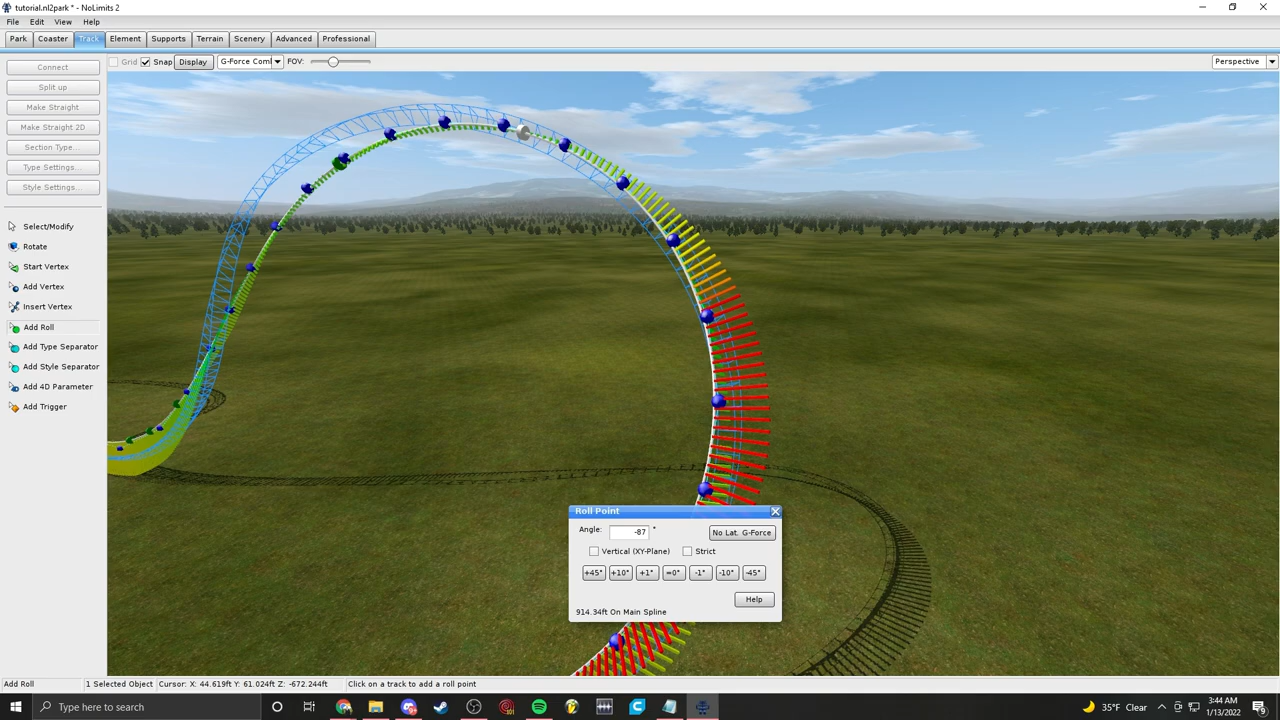 tutorial.nl2park * - NoLimits 2
File Edit View Help
Park Coaster Track Element Supports Terrain Scenery Advanced Professional
Grid Snap Display G-Force Coml FOV: Perspective
Connect
Split up
Make Straight
Make Straight 2D
Section Type...
Type Settings...
Style Settings...
Select/Modify
Rotate
Start Vertex
Add Vertex
Insert Vertex
Add Roll
Add Type Separator
Add Style Separator
Add 4D Parameter
Add Trigger
Roll Point
Angle: -87 ° No Lat. G-Force
Vertical (XY-Plane) Strict
+45° +10° +1° =0° -1° -10° -45°
Help
914.34ft On Main Spline
Add Roll 1 Selected Object Cursor: X: 44.619ft Y: 61.024ft Z: -672.244ft Click on a track to add a roll point
Type here to search 35°F Clear 3:44 AM
1/13/2022